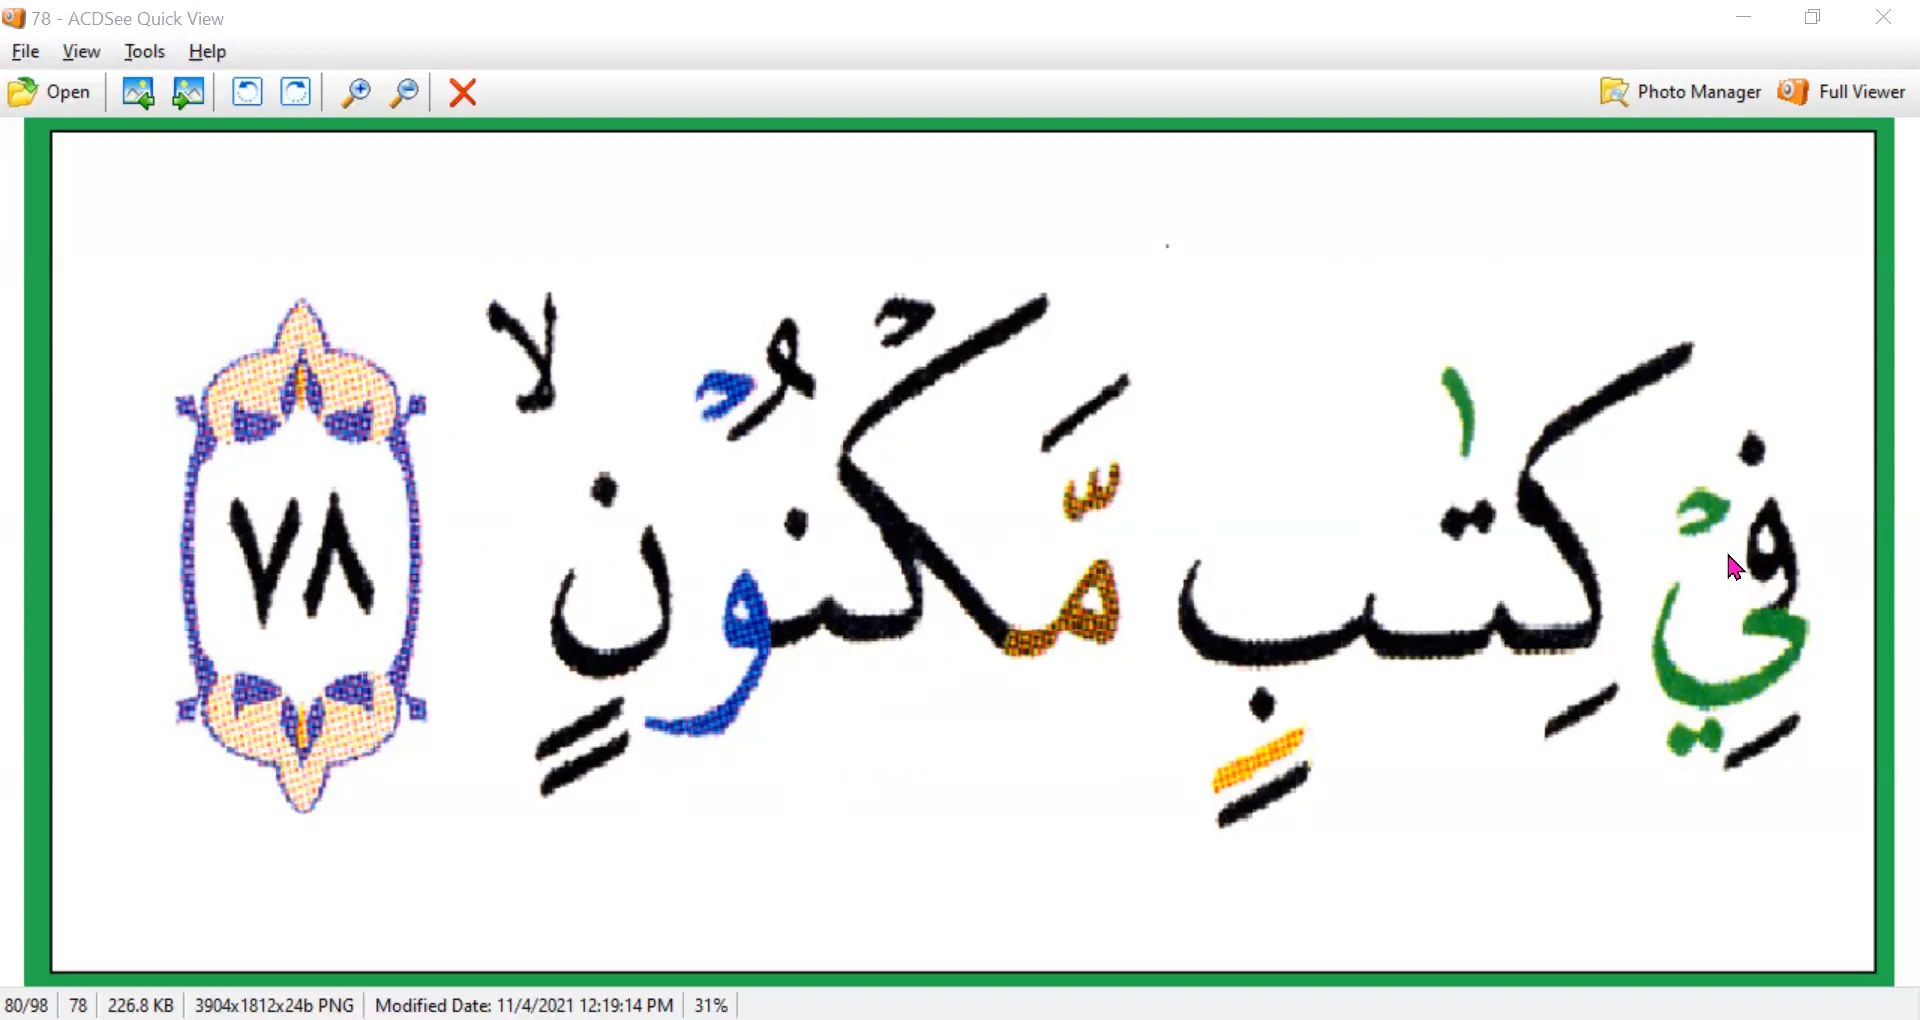 78 - ACDSee Quick View
File View Tools Help
Open Photo Manager Full Viewer
فِيْ كِتٰبٍ مَّكْنُوْنٍ ۙلا ٧٨
80/98 78 226.8 KB 3904x1812x24b PNG Modified Date: 11/4/2021 12:19:14 PM 31%